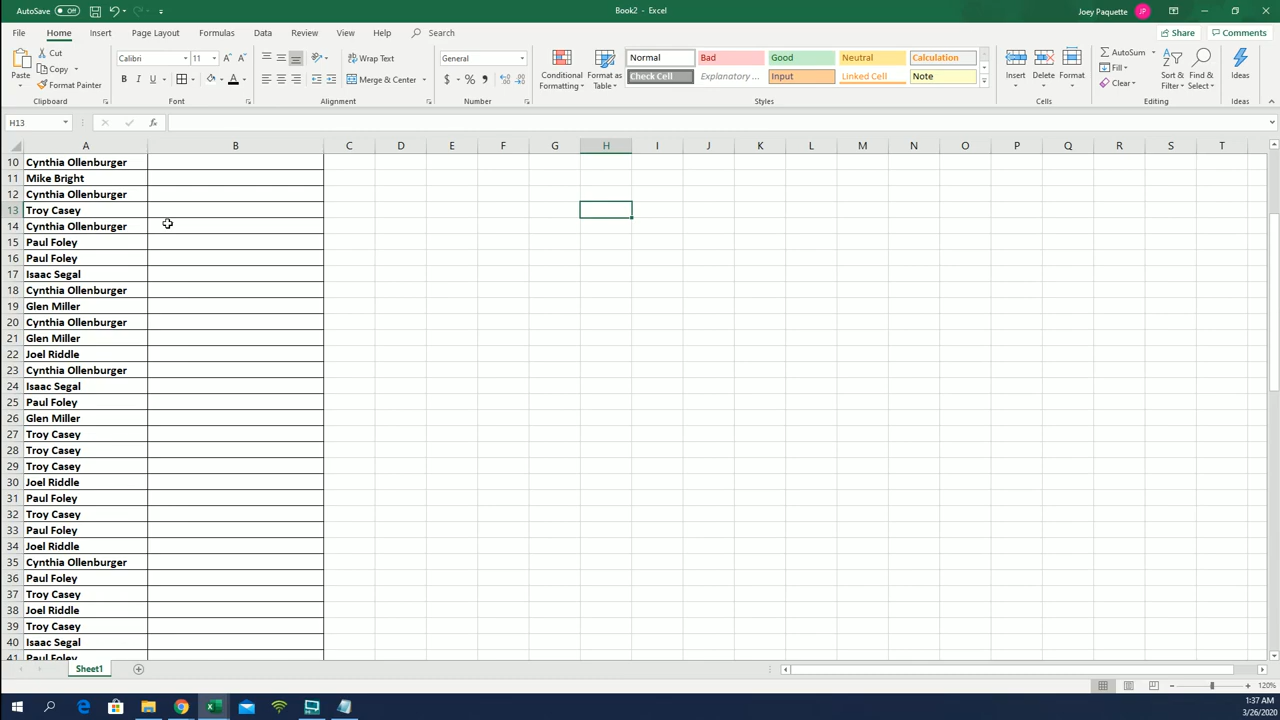 AutoSave Off Book2 - Excel Joey Paquette JP
File Home Insert Page Layout Formulas Data Review View Help Search Share Comments
Paste Cut Copy Format Painter Clipboard
Calibri 11 B I U A A A Font
ab Wrap Text Merge & Center Alignment
General $ % , Number
Conditional Formatting Format as Table
Normal Bad Good Neutral Calculation
Check Cell Explanatory ... Input Linked Cell Note
Styles
Insert Delete Format Cells
AutoSum Fill Clear Sort & Filter Find & Select Editing
Ideas Ideas
H13 fx
A B C D E F G H I J K L M N O P Q R S T
10 Cynthia Ollenburger
11 Mike Bright
12 Cynthia Ollenburger
13 Troy Casey
14 Cynthia Ollenburger
15 Paul Foley
16 Paul Foley
17 Isaac Segal
18 Cynthia Ollenburger
19 Glen Miller
20 Cynthia Ollenburger
21 Glen Miller
22 Joel Riddle
23 Cynthia Ollenburger
24 Isaac Segal
25 Paul Foley
26 Glen Miller
27 Troy Casey
28 Troy Casey
29 Troy Casey
30 Joel Riddle
31 Paul Foley
32 Troy Casey
33 Paul Foley
34 Joel Riddle
35 Cynthia Ollenburger
36 Paul Foley
37 Troy Casey
38 Joel Riddle
39 Troy Casey
40 Isaac Segal
41 Paul Foley
Sheet1
120%
1:37 AM
3/26/2020